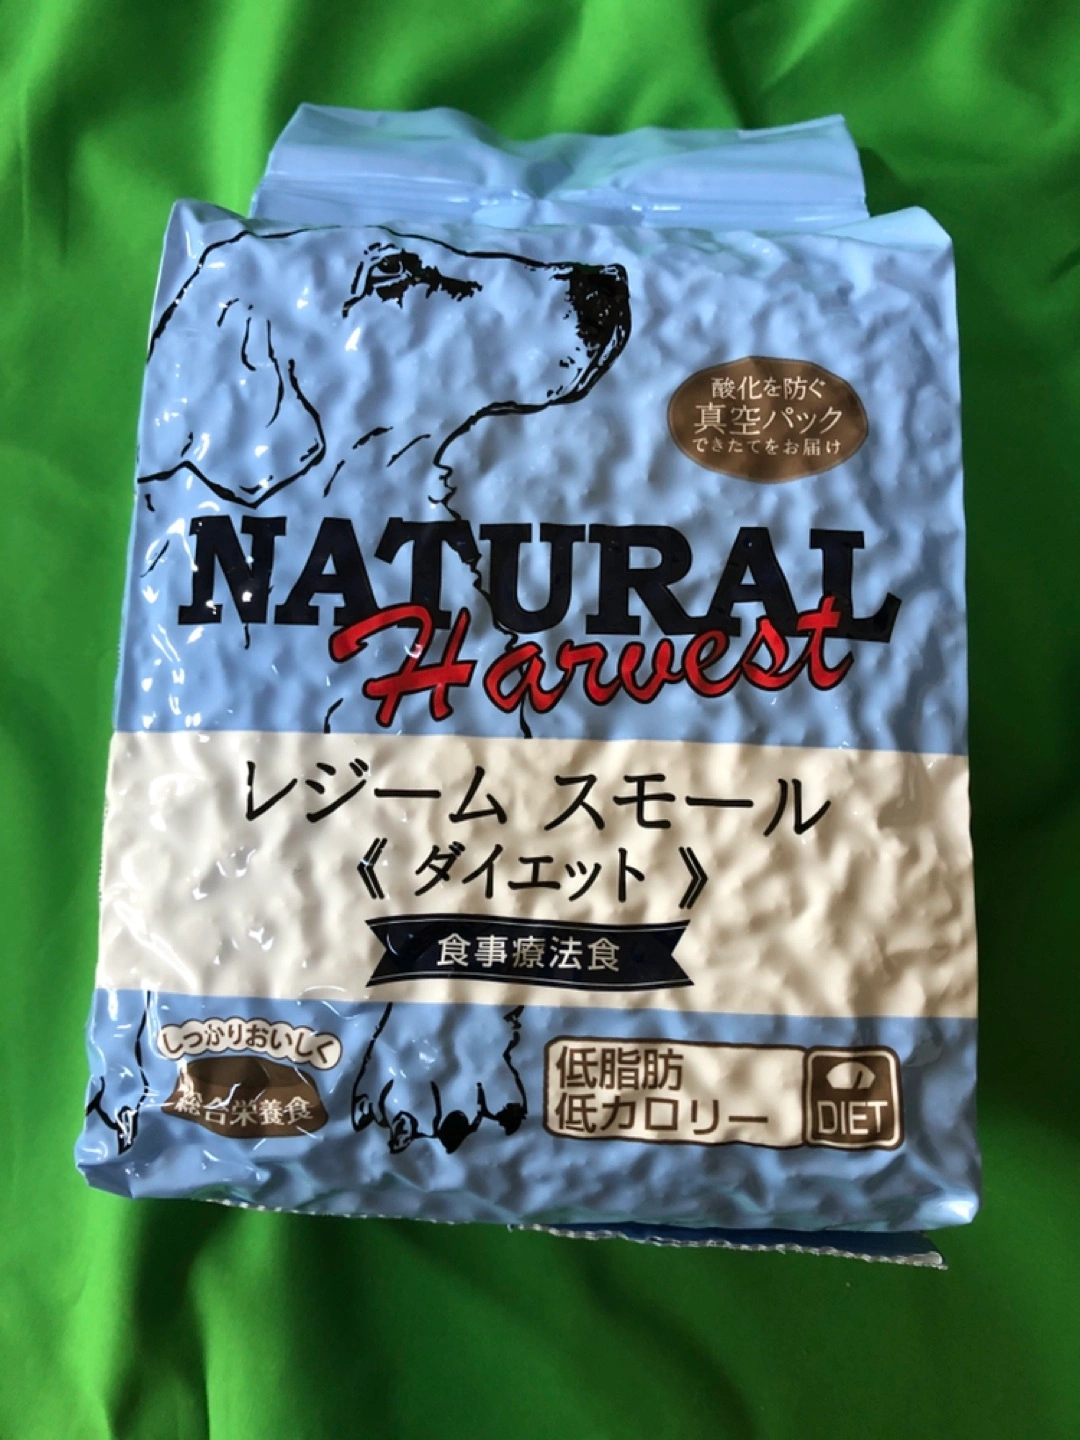 酸化を防ぐ
真空パック
できたてをお届け
NATURAL
Harvest
レジーム スモール
《ダイエット》
食事療法食
しっかりおいしく
総合栄養食
低脂肪
低カロリー
DIET